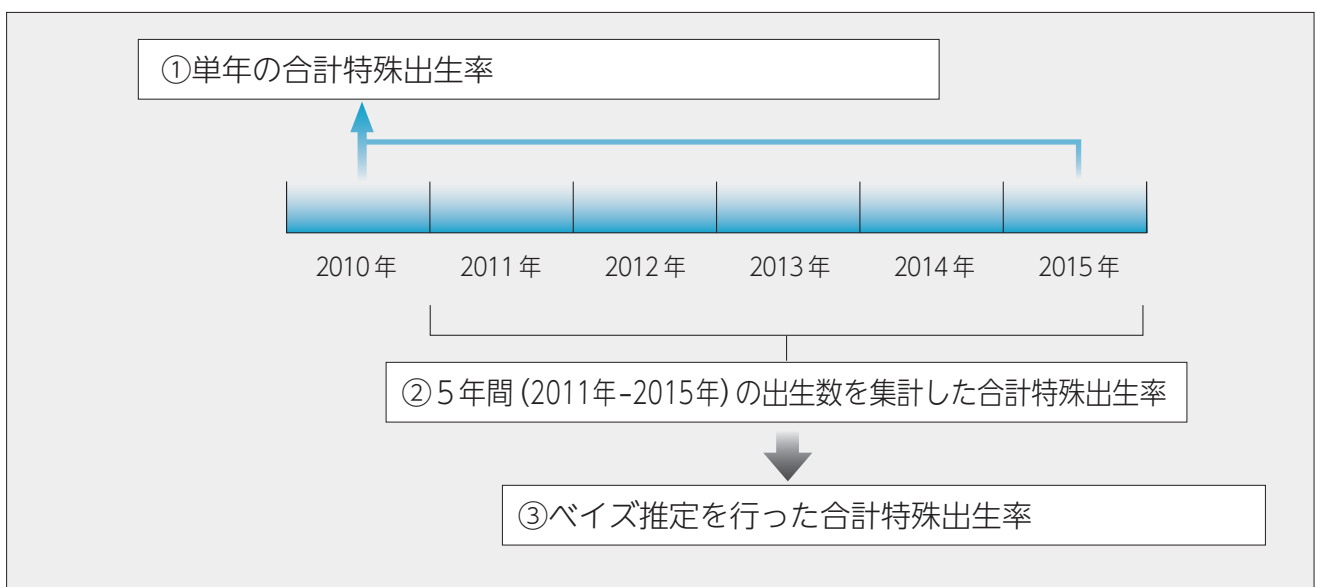 ①単年の合計特殊出生率
2010年 2011年 2012年 2013年 2014年 2015年
②5年間(2011年-2015年)の出生数を集計した合計特殊出生率
③ベイズ推定を行った合計特殊出生率